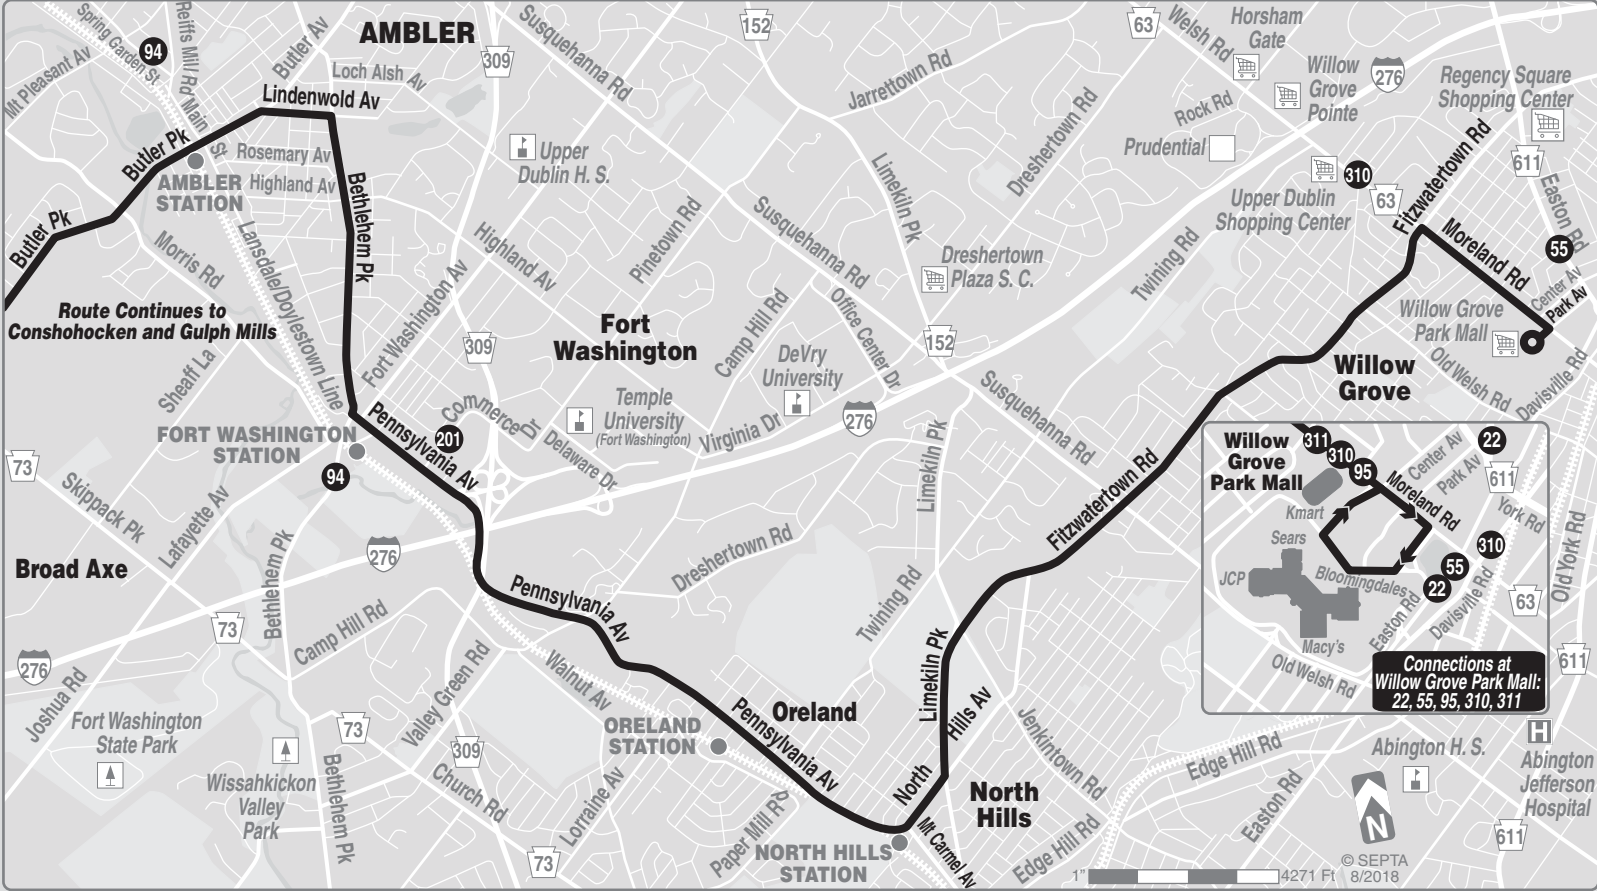 Spring Garden St
94
Reiffs Mill Rd
Main
St
Butler Av
AMBLER
309
Susquehanna Rd
152
63
Welsh Rd
Horsham
Gate
Willow
Grove
Pointe
276
Regency Square
Shopping Center
Mt Pleasant Av
Loch Alsh Av
Lindenwold Av
Jarrettown Rd
Dreshertown Rd
Rock Rd
Prudential
Butler Pk
Rosemary Av
Highland Av
AMBLER
STATION
Bethlehem Pk
Upper
Dublin H. S.
Limekiln Pk
310
63
Upper Dublin
Shopping Center
Fitzwatertown Rd
611
Easton Rd
55
Butler Pk
Morris Rd
Lansdale/Doylestown Line
Highland Av
Pinetown Rd
Susquehanna Rd
Dreshertown
Plaza S. C.
Twining Rd
Moreland Rd
Center Av
Park Av
Willow Grove
Park Mall
Route Continues to
Conshohocken and Gulph Mills
Fort Washington Av
309
Fort
Washington
Camp Hill Rd
Office Center Dr
DeVry
University
152
Willow
Grove
Old Welsh Rd
Davisville Rd
Sheaff La
Commerce
Dr
Temple
University
(Fort Washington)
Virginia Dr
276
Susquehanna Rd
Limekiln Pk
FORT WASHINGTON
STATION
94
Pennsylvania Av
201
Delaware Dr
73
Skippack Pk
Lafayette Av
Bethlehem Pk
276
Broad Axe
Dreshertown Rd
Fitzwatertown Rd
Willow
Grove
Park Mall
311
310
95
Center Av
22
Park Av
611
Kmart
Moreland Rd
York Rd
Sears
310
JCP
Bloomingdales
55
22
Easton Rd
Davisville Rd
Macy's
Old Welsh Rd
Connections at
Willow Grove Park Mall:
22, 55, 95, 310, 311
Old York Rd
63
611
Pennsylvania Av
Twining Rd
73
Camp Hill Rd
276
Joshua Rd
Fort Washington
State Park
Valley Green Rd
Walnut Av
Limekiln Pk
North
Hills Av
Oreland
ORELAND
STATION
Pennsylvania Av
Jenkintown Rd
Edge Hill Rd
Abington H. S.
H
Abington
Jefferson
Hospital
73
309
Wissahkickon
Valley
Park
Bethlehem Pk
Church Rd
Lorraine Av
Paper Mill Rd
North
Hills
NORTH HILLS
STATION
Mt Carmel Av
Edge Hill Rd
Easton Rd
N
611
73
1"
4271 Ft
© SEPTA
8/2018